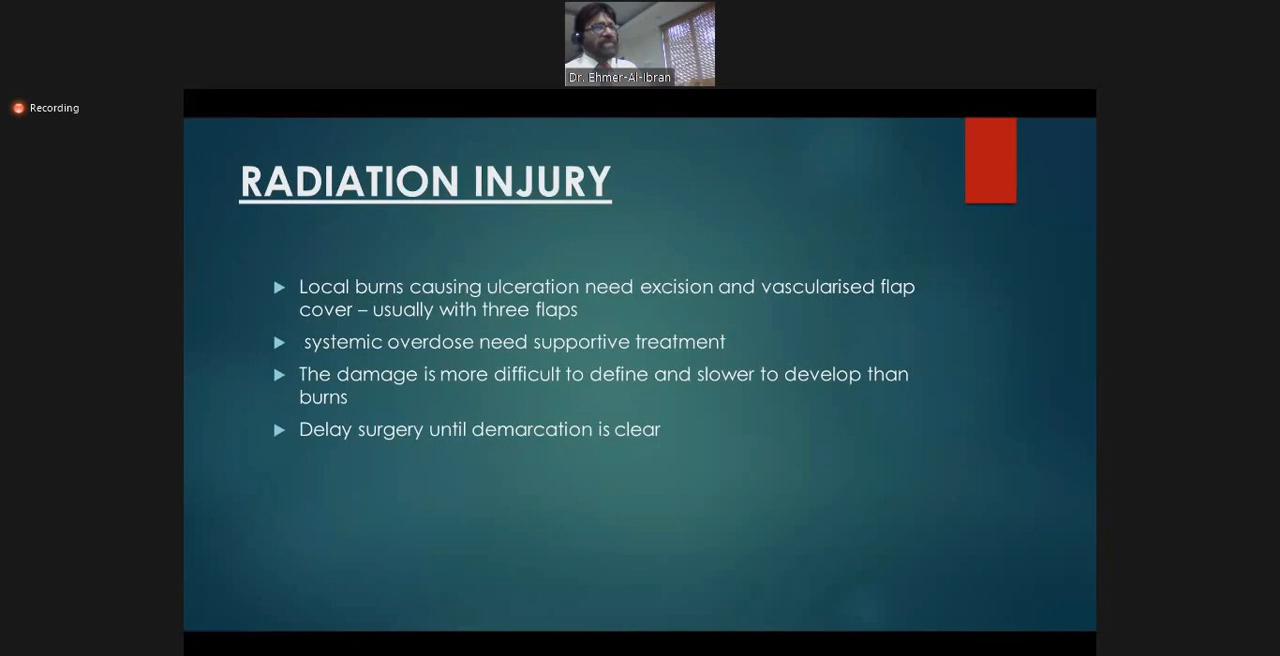 Dr. Ehmer-Al-Ibran
Recording
RADIATION INJURY
Local burns causing ulceration need excision and vascularised flap
cover – usually with three flaps
systemic overdose need supportive treatment
The damage is more difficult to define and slower to develop than
burns
Delay surgery until demarcation is clear